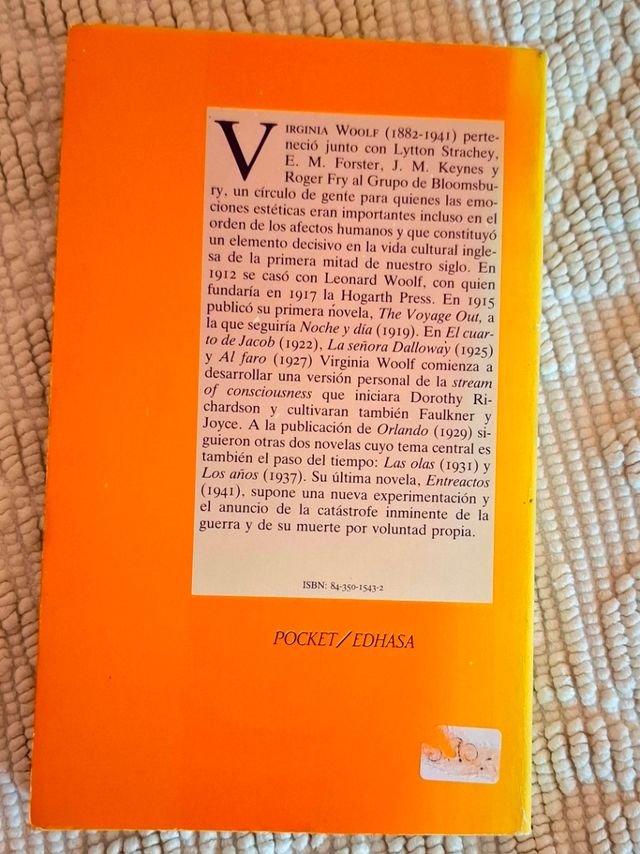 VIRGINIA WOOLF (1882-1941) perte-
neció junto con Lytton Strachey,
E. M. Forster, J. M. Keynes y
Roger Fry al Grupo de Bloomsbu-
ry, un círculo de gente para quienes las emo-
ciones estéticas eran importantes incluso en el
orden de los afectos humanos y que constituyó
un elemento decisivo en la vida cultural ingle-
sa de la primera mitad de nuestro siglo. En
1912 se casó con Leonard Woolf, con quien
fundaría en 1917 la Hogarth Press. En 1915
publicó su primera novela, The Voyage Out, a
la que seguiría Noche y día (1919). En El cuar-
to de Jacob (1922), La señora Dalloway (1925)
y Al faro (1927) Virginia Woolf comienza a
desarrollar una versión personal de la stream
of consciousness que iniciara Dorothy Ri-
chardson y cultivaran también Faulkner y
Joyce. A la publicación de Orlando (1929) si-
guieron otras dos novelas cuyo tema central es
también el paso del tiempo: Las olas (1931) y
Los años (1937). Su última novela, Entreactos
(1941), supone una nueva experimentación y
el anuncio de la catástrofe inminente de la
guerra y de su muerte por voluntad propia.
ISBN: 84-350-1543-2
POCKET/EDHASA